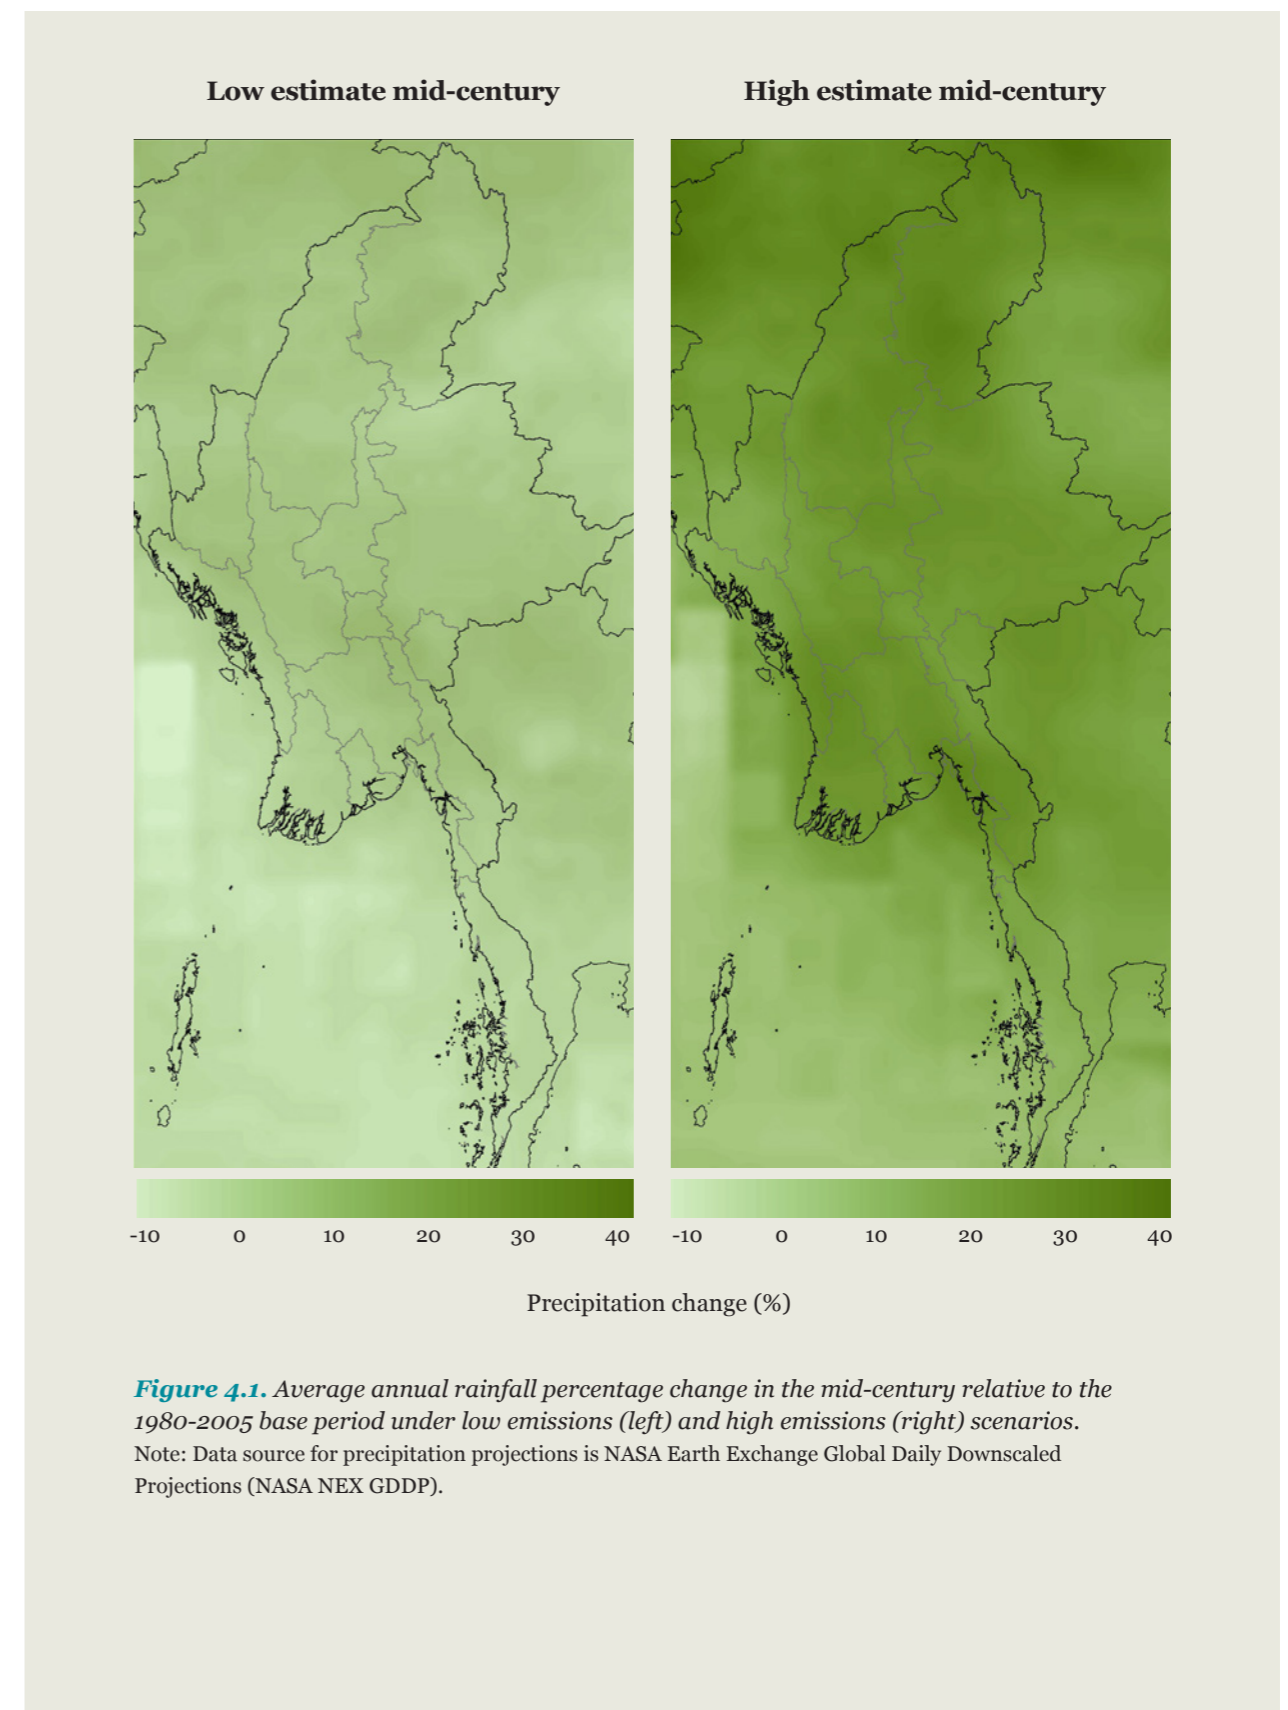 Low estimate mid-century
High estimate mid-century
-10 0 10 20 30 40
-10 0 10 20 30 40
Precipitation change (%)
Figure 4.1. Average annual rainfall percentage change in the mid-century relative to the
1980-2005 base period under low emissions (left) and high emissions (right) scenarios.
Note: Data source for precipitation projections is NASA Earth Exchange Global Daily Downscaled
Projections (NASA NEX GDDP).